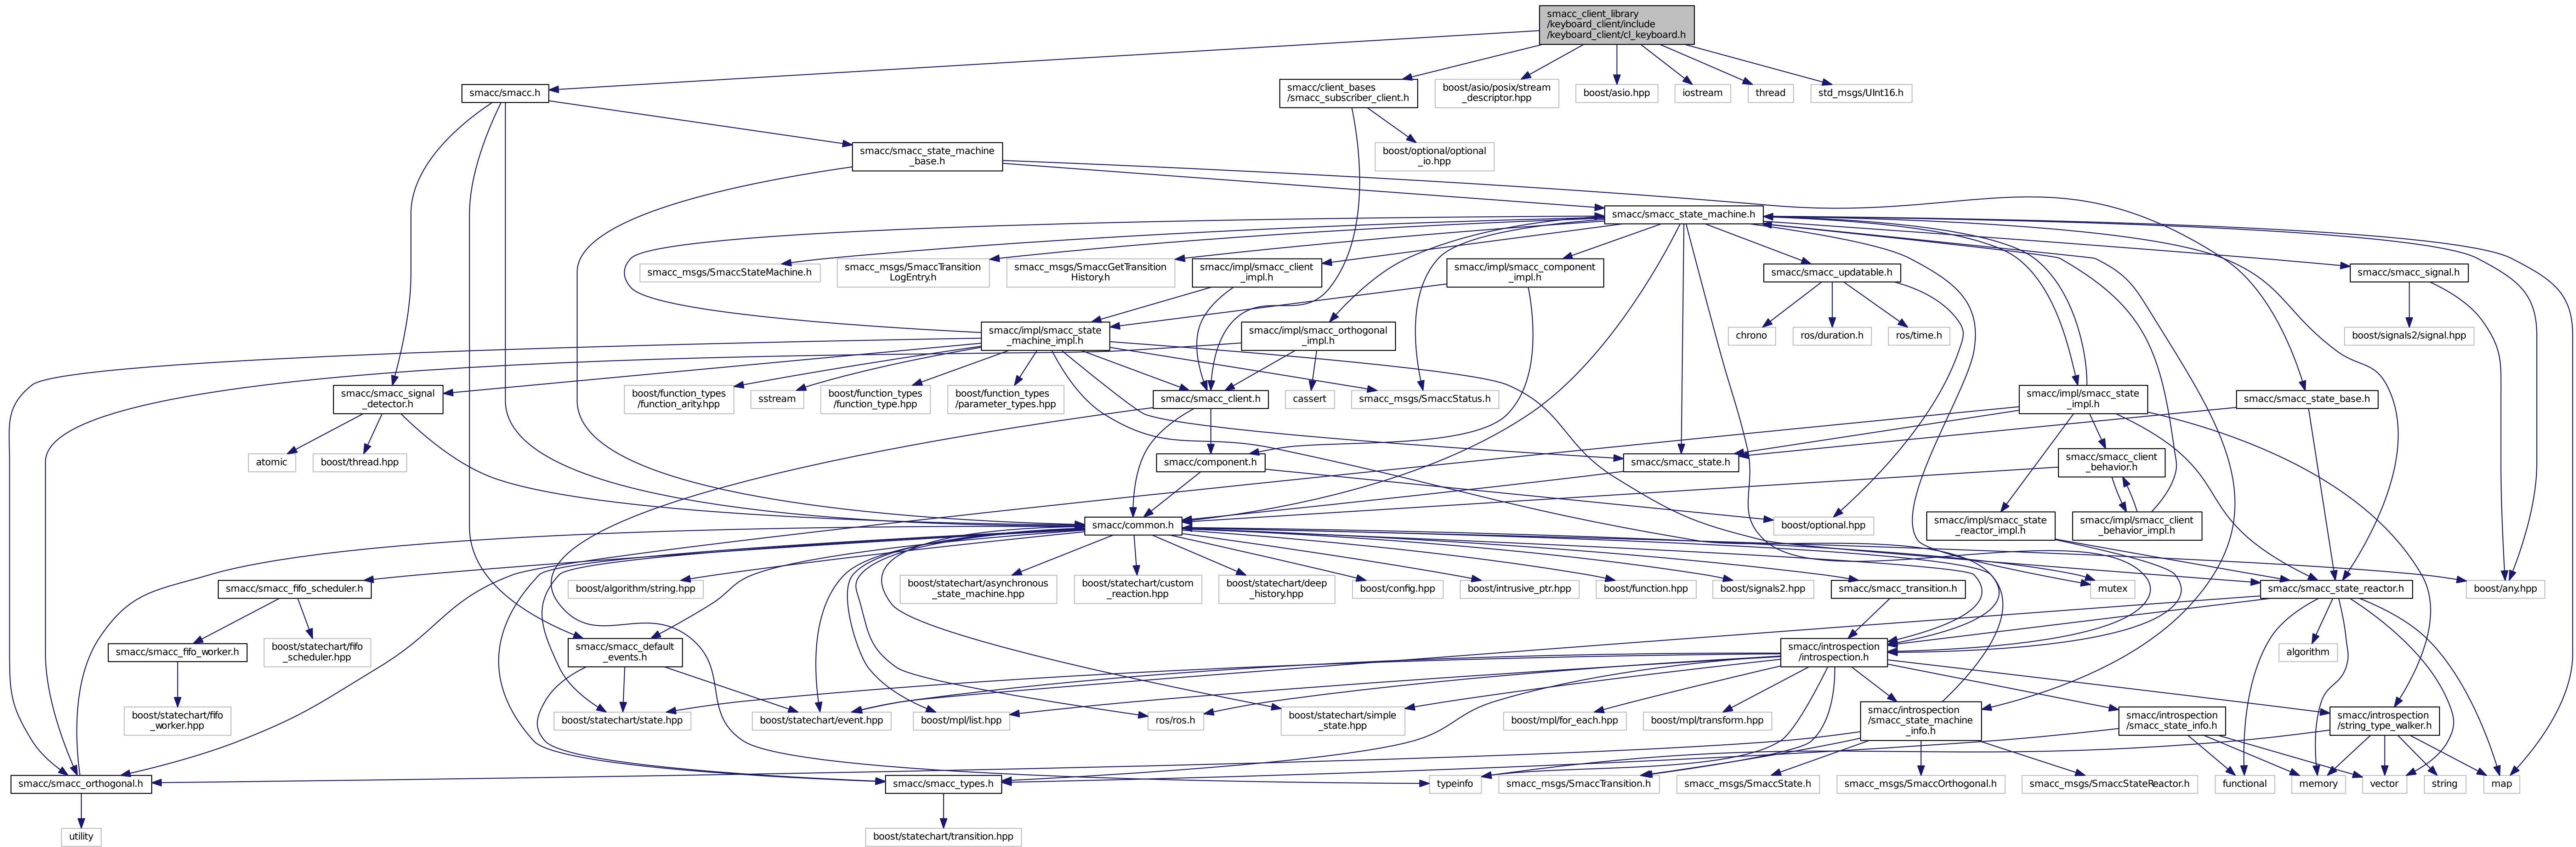 smacc_client_library
/keyboard_client/include
/keyboard_client/cl_keyboard.h
smacc/smacc.h
smacc/client_bases
/smacc_subscriber_client.h
boost/asio/posix/stream
_descriptor.hpp
boost/asio.hpp
iostream
thread
std_msgs/UInt16.h
smacc/smacc_state_machine
_base.h
boost/optional/optional
_io.hpp
smacc/smacc_state_machine.h
smacc_msgs/SmaccStateMachine.h
smacc_msgs/SmaccTransition
LogEntry.h
smacc_msgs/SmaccGetTransition
History.h
smacc/impl/smacc_client
_impl.h
smacc/impl/smacc_component
_impl.h
smacc/smacc_updatable.h
smacc/smacc_signal.h
smacc/impl/smacc_state
_machine_impl.h
smacc/impl/smacc_orthogonal
_impl.h
chrono
ros/duration.h
ros/time.h
boost/signals2/signal.hpp
smacc/smacc_signal
_detector.h
boost/function_types
/function_arity.hpp
sstream
boost/function_types
/function_type.hpp
boost/function_types
/parameter_types.hpp
smacc/smacc_client.h
cassert
smacc_msgs/SmaccStatus.h
smacc/impl/smacc_state
_impl.h
smacc/smacc_state_base.h
atomic
boost/thread.hpp
smacc/component.h
smacc/smacc_state.h
smacc/smacc_client
_behavior.h
smacc/common.h
boost/optional.hpp
smacc/impl/smacc_state
_reactor_impl.h
smacc/impl/smacc_client
_behavior_impl.h
smacc/smacc_fifo_scheduler.h
boost/algorithm/string.hpp
boost/statechart/asynchronous
_state_machine.hpp
boost/statechart/custom
_reaction.hpp
boost/statechart/deep
_history.hpp
boost/config.hpp
boost/intrusive_ptr.hpp
boost/function.hpp
boost/signals2.hpp
smacc/smacc_transition.h
mutex
smacc/smacc_state_reactor.h
boost/any.hpp
smacc/smacc_fifo_worker.h
boost/statechart/fifo
_scheduler.hpp
smacc/smacc_default
_events.h
smacc/introspection
/introspection.h
algorithm
boost/statechart/fifo
_worker.hpp
boost/statechart/state.hpp
boost/statechart/event.hpp
boost/mpl/list.hpp
ros/ros.h
boost/statechart/simple
_state.hpp
boost/mpl/for_each.hpp
boost/mpl/transform.hpp
smacc/introspection
/smacc_state_machine
_info.h
smacc/introspection
/smacc_state_info.h
smacc/introspection
/string_type_walker.h
smacc/smacc_orthogonal.h
smacc/smacc_types.h
typeinfo
smacc_msgs/SmaccTransition.h
smacc_msgs/SmaccState.h
smacc_msgs/SmaccOrthogonal.h
smacc_msgs/SmaccStateReactor.h
functional
memory
vector
string
map
utility
boost/statechart/transition.hpp